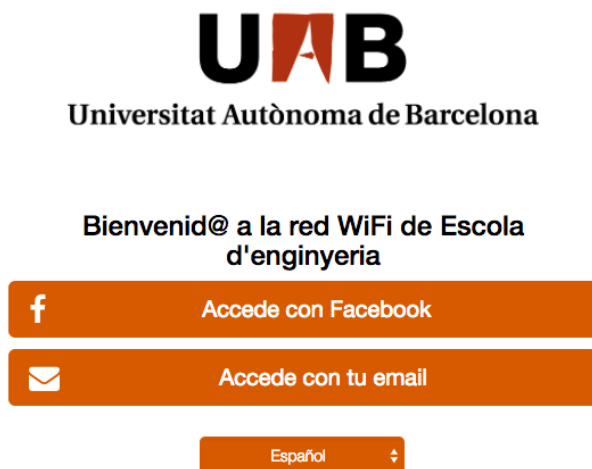 UAB
Universitat Autònoma de Barcelona
Bienvenid@ a la red WiFi de Escola
d'enginyeria
f
Accede con Facebook
Accede con tu email
Español